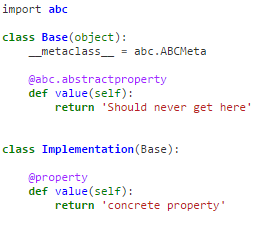 import abc
class Base(object):
    __metaclass__ = abc.ABCMeta
    @abc.abstractproperty
    def value(self):
        return 'Should never get here'
class Implementation(Base):
    @property
    def value(self):
        return 'concrete property'